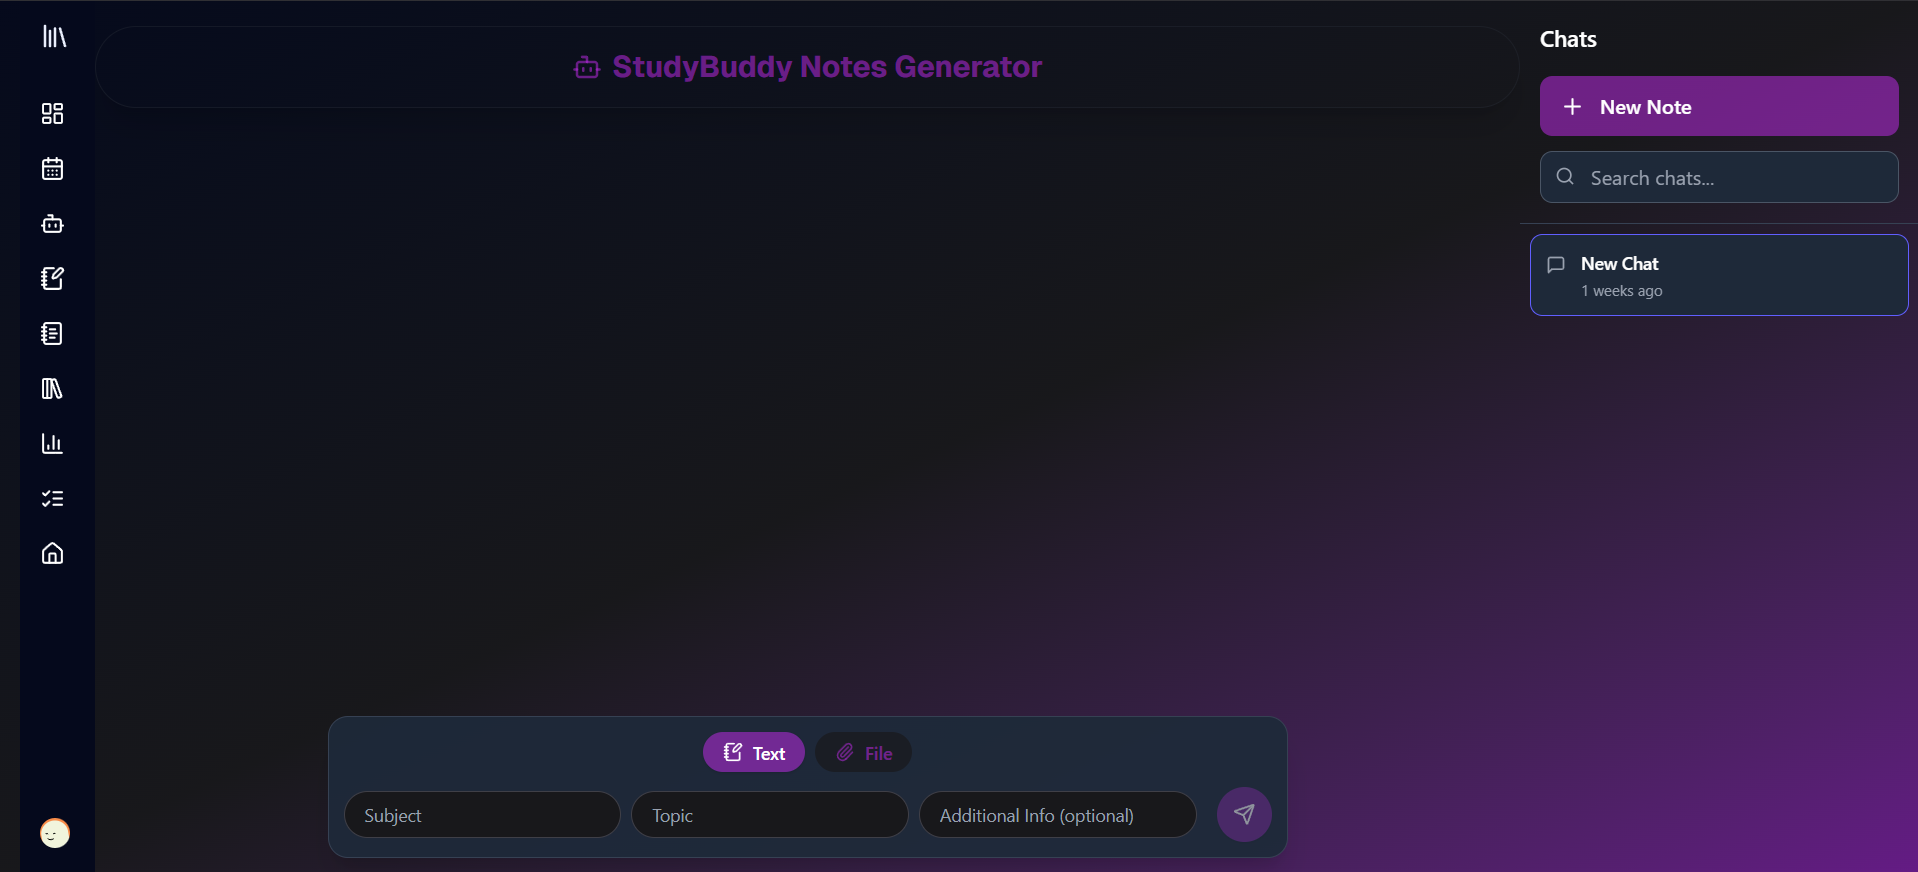 StudyBuddy Notes Generator
Chats
New Note
Search chats...
New Chat
1 weeks ago
Text
File
Subject
Topic
Additional Info (optional)